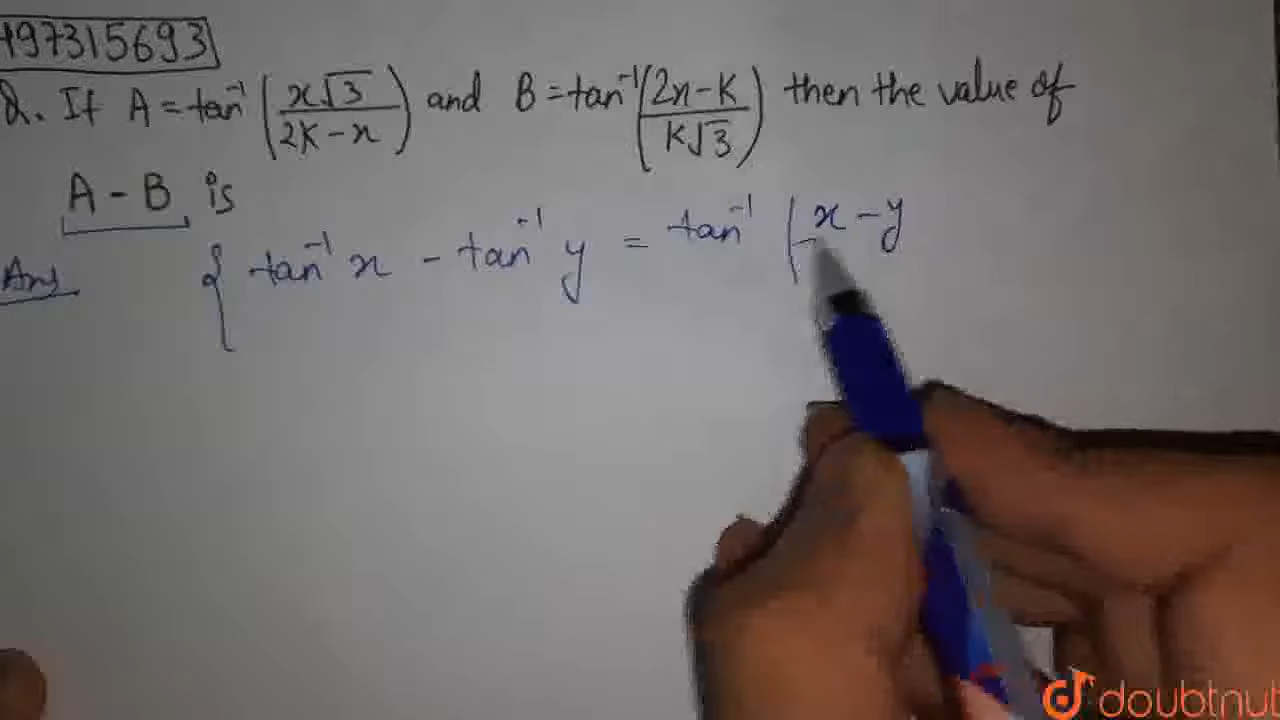 497315693
Q. If A = tan⁻¹ (x√3 / 2K - x) and B = tan⁻¹ (2x - K / K√3) then the value of
A - B is
Ans { tan⁻¹ x - tan⁻¹ y = tan⁻¹ ( x - y
doubtnut